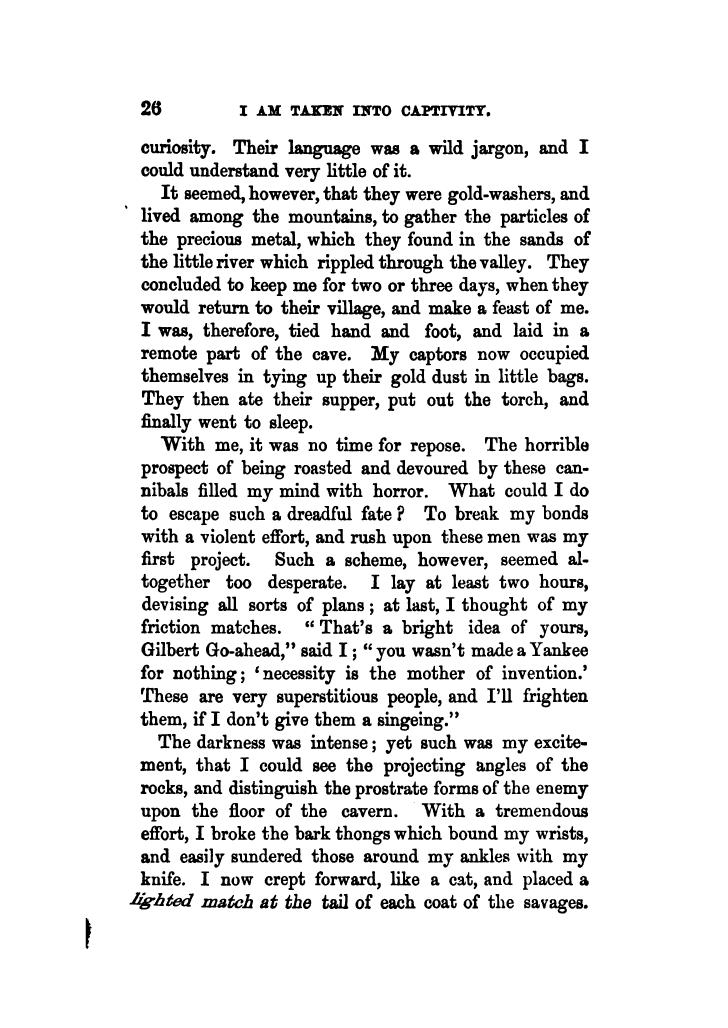 26 I AM TAKEN INTO CAPTIVITY.
curiosity. Their language was a wild jargon, and I
could understand very little of it.
It seemed, however, that they were gold-washers, and
lived among the mountains, to gather the particles of
the precious metal, which they found in the sands of
the little river which rippled through the valley. They
concluded to keep me for two or three days, when they
would return to their village, and make a feast of me.
I was, therefore, tied hand and foot, and laid in a
remote part of the cave. My captors now occupied
themselves in tying up their gold dust in little bags.
They then ate their supper, put out the torch, and
finally went to sleep.
With me, it was no time for repose. The horrible
prospect of being roasted and devoured by these can-
nibals filled my mind with horror. What could I do
to escape such a dreadful fate? To break my bonds
with a violent effort, and rush upon these men was my
first project. Such a scheme, however, seemed al-
together too desperate. I lay at least two hours,
devising all sorts of plans; at last, I thought of my
friction matches. “That’s a bright idea of yours,
Gilbert Go-ahead,” said I; “you wasn’t made a Yankee
for nothing; ‘necessity is the mother of invention.’
These are very superstitious people, and I’ll frighten
them, if I don’t give them a singeing.”
The darkness was intense; yet such was my excite-
ment, that I could see the projecting angles of the
rocks, and distinguish the prostrate forms of the enemy
upon the floor of the cavern. With a tremendous
effort, I broke the bark thongs which bound my wrists,
and easily sundered those around my ankles with my
knife. I now crept forward, like a cat, and placed a
lighted match at the tail of each coat of the savages.